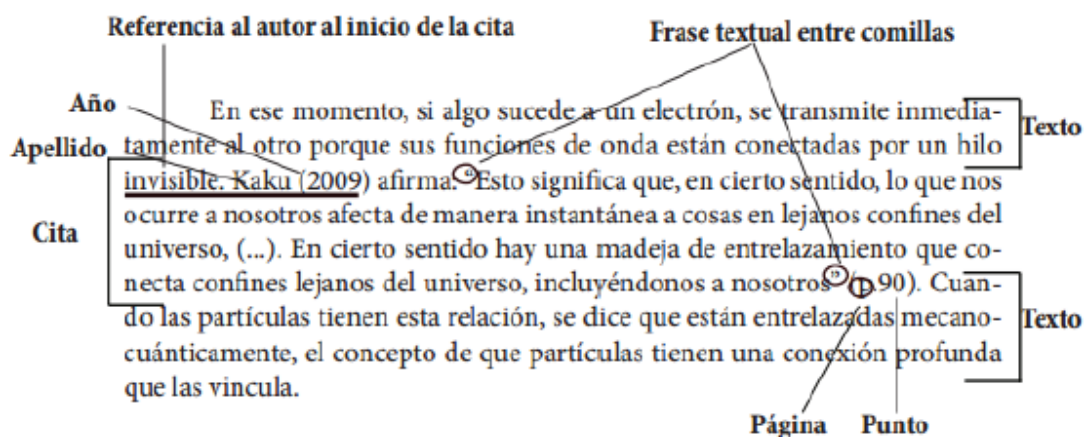 Referencia al autor al inicio de la cita
Frase textual entre comillas
Año
En ese momento, si algo sucede a un electrón, se transmite inmedia-
Texto
Apellido
tamente al otro porque sus funciones de onda están conectadas por un hilo
invisible. Kaku (2009) afirma: “Esto significa que, en cierto sentido, lo que nos
ocurre a nosotros afecta de manera instantánea a cosas en lejanos confines del
Cita
universo, (...). En cierto sentido hay una madeja de entrelazamiento que co-
necta confines lejanos del universo, incluyéndonos a nosotros” (p.90). Cuan-
do las partículas tienen esta relación, se dice que están entrelazadas mecano-
Texto
cuánticamente, el concepto de que partículas tienen una conexión profunda
que las vincula.
Página
Punto